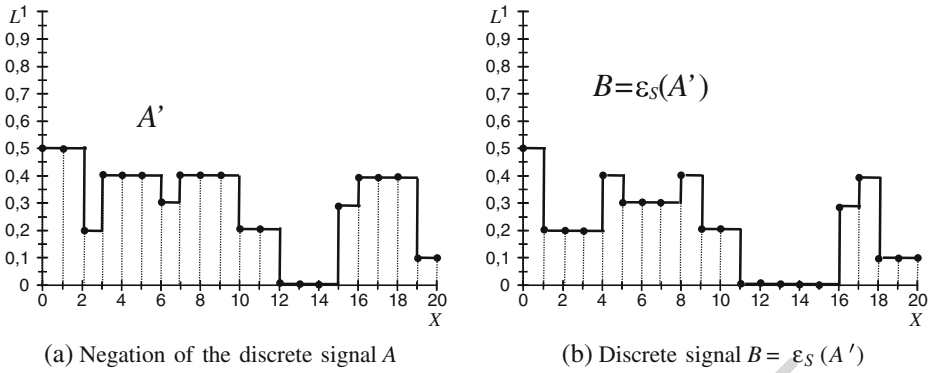 L1
1
0,9
0,8
0,7
0,6
0,5
0,4
0,3
0,2
0,1
0
A'
0 2 4 6 8 10 12 14 16 18 20
X
(a) Negation of the discrete signal A
L1
1
0,9
0,8
0,7
0,6
0,5
0,4
0,3
0,2
0,1
0
B=εS(A')
0 2 4 6 8 10 12 14 16 18 20
X
(b) Discrete signal B = εS (A')